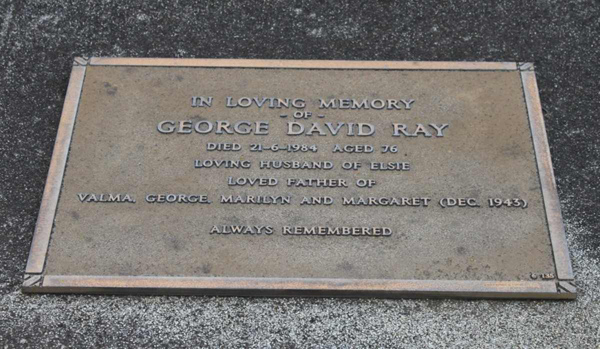 IN LOVING MEMORY
- OF -
GEORGE DAVID RAY
DIED 21-6-1984 AGED 76
LOVING HUSBAND OF ELSIE
LOVED FATHER OF
VALMA, GEORGE, MARILYN AND MARGARET (DEC. 1943)
ALWAYS REMEMBERED